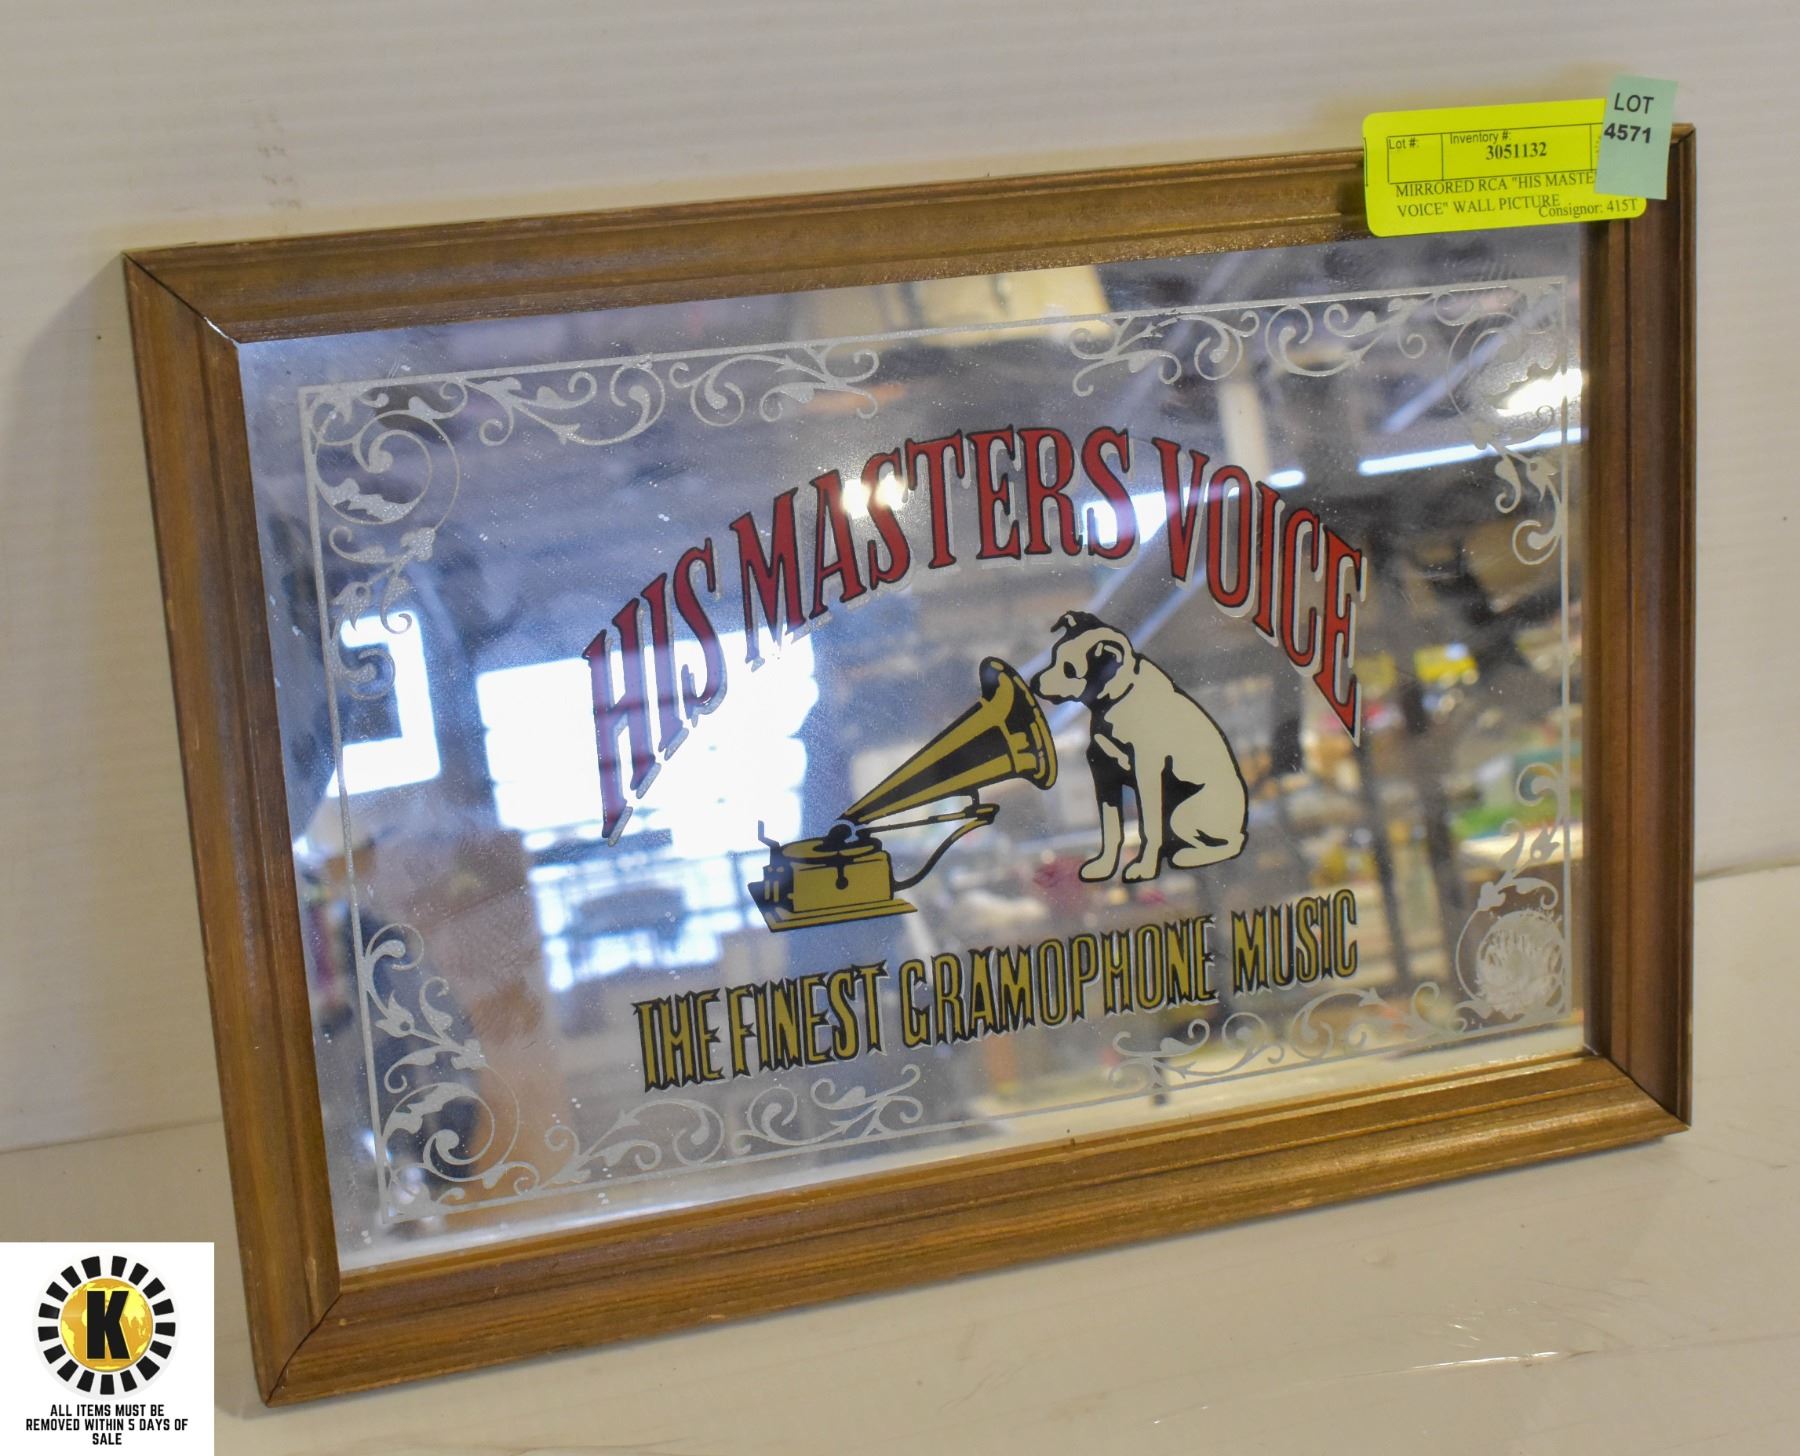 LOT
4571
Lot #:
Inventory #:
3051132
MIRRORED RCA "HIS MASTE
VOICE" WALL PICTURE
Consignor: 415T
HIS MASTERS VOICE
THE FINEST GRAMOPHONE MUSIC
K
ALL ITEMS MUST BE
REMOVED WITHIN 5 DAYS OF
SALE